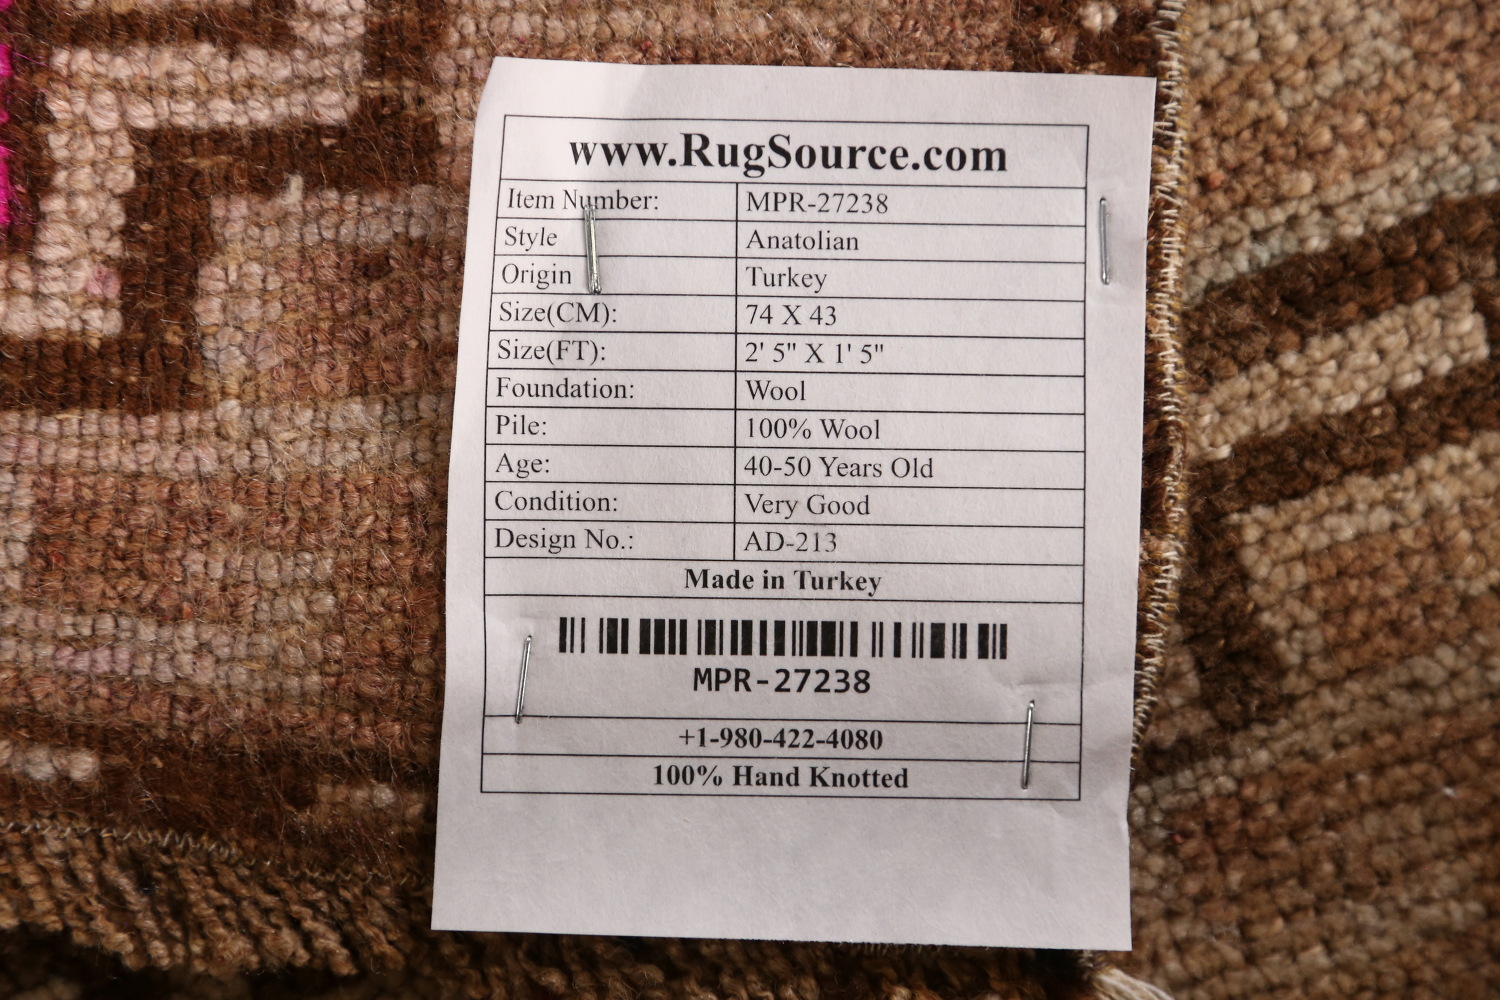 www.RugSource.com
Item Number: MPR-27238
Style Anatolian
Origin Turkey
Size(CM): 74 X 43
Size(FT): 2' 5" X 1' 5"
Foundation: Wool
Pile: 100% Wool
Age: 40-50 Years Old
Condition: Very Good
Design No.: AD-213
Made in Turkey
MPR-27238
+1-980-422-4080
100% Hand Knotted